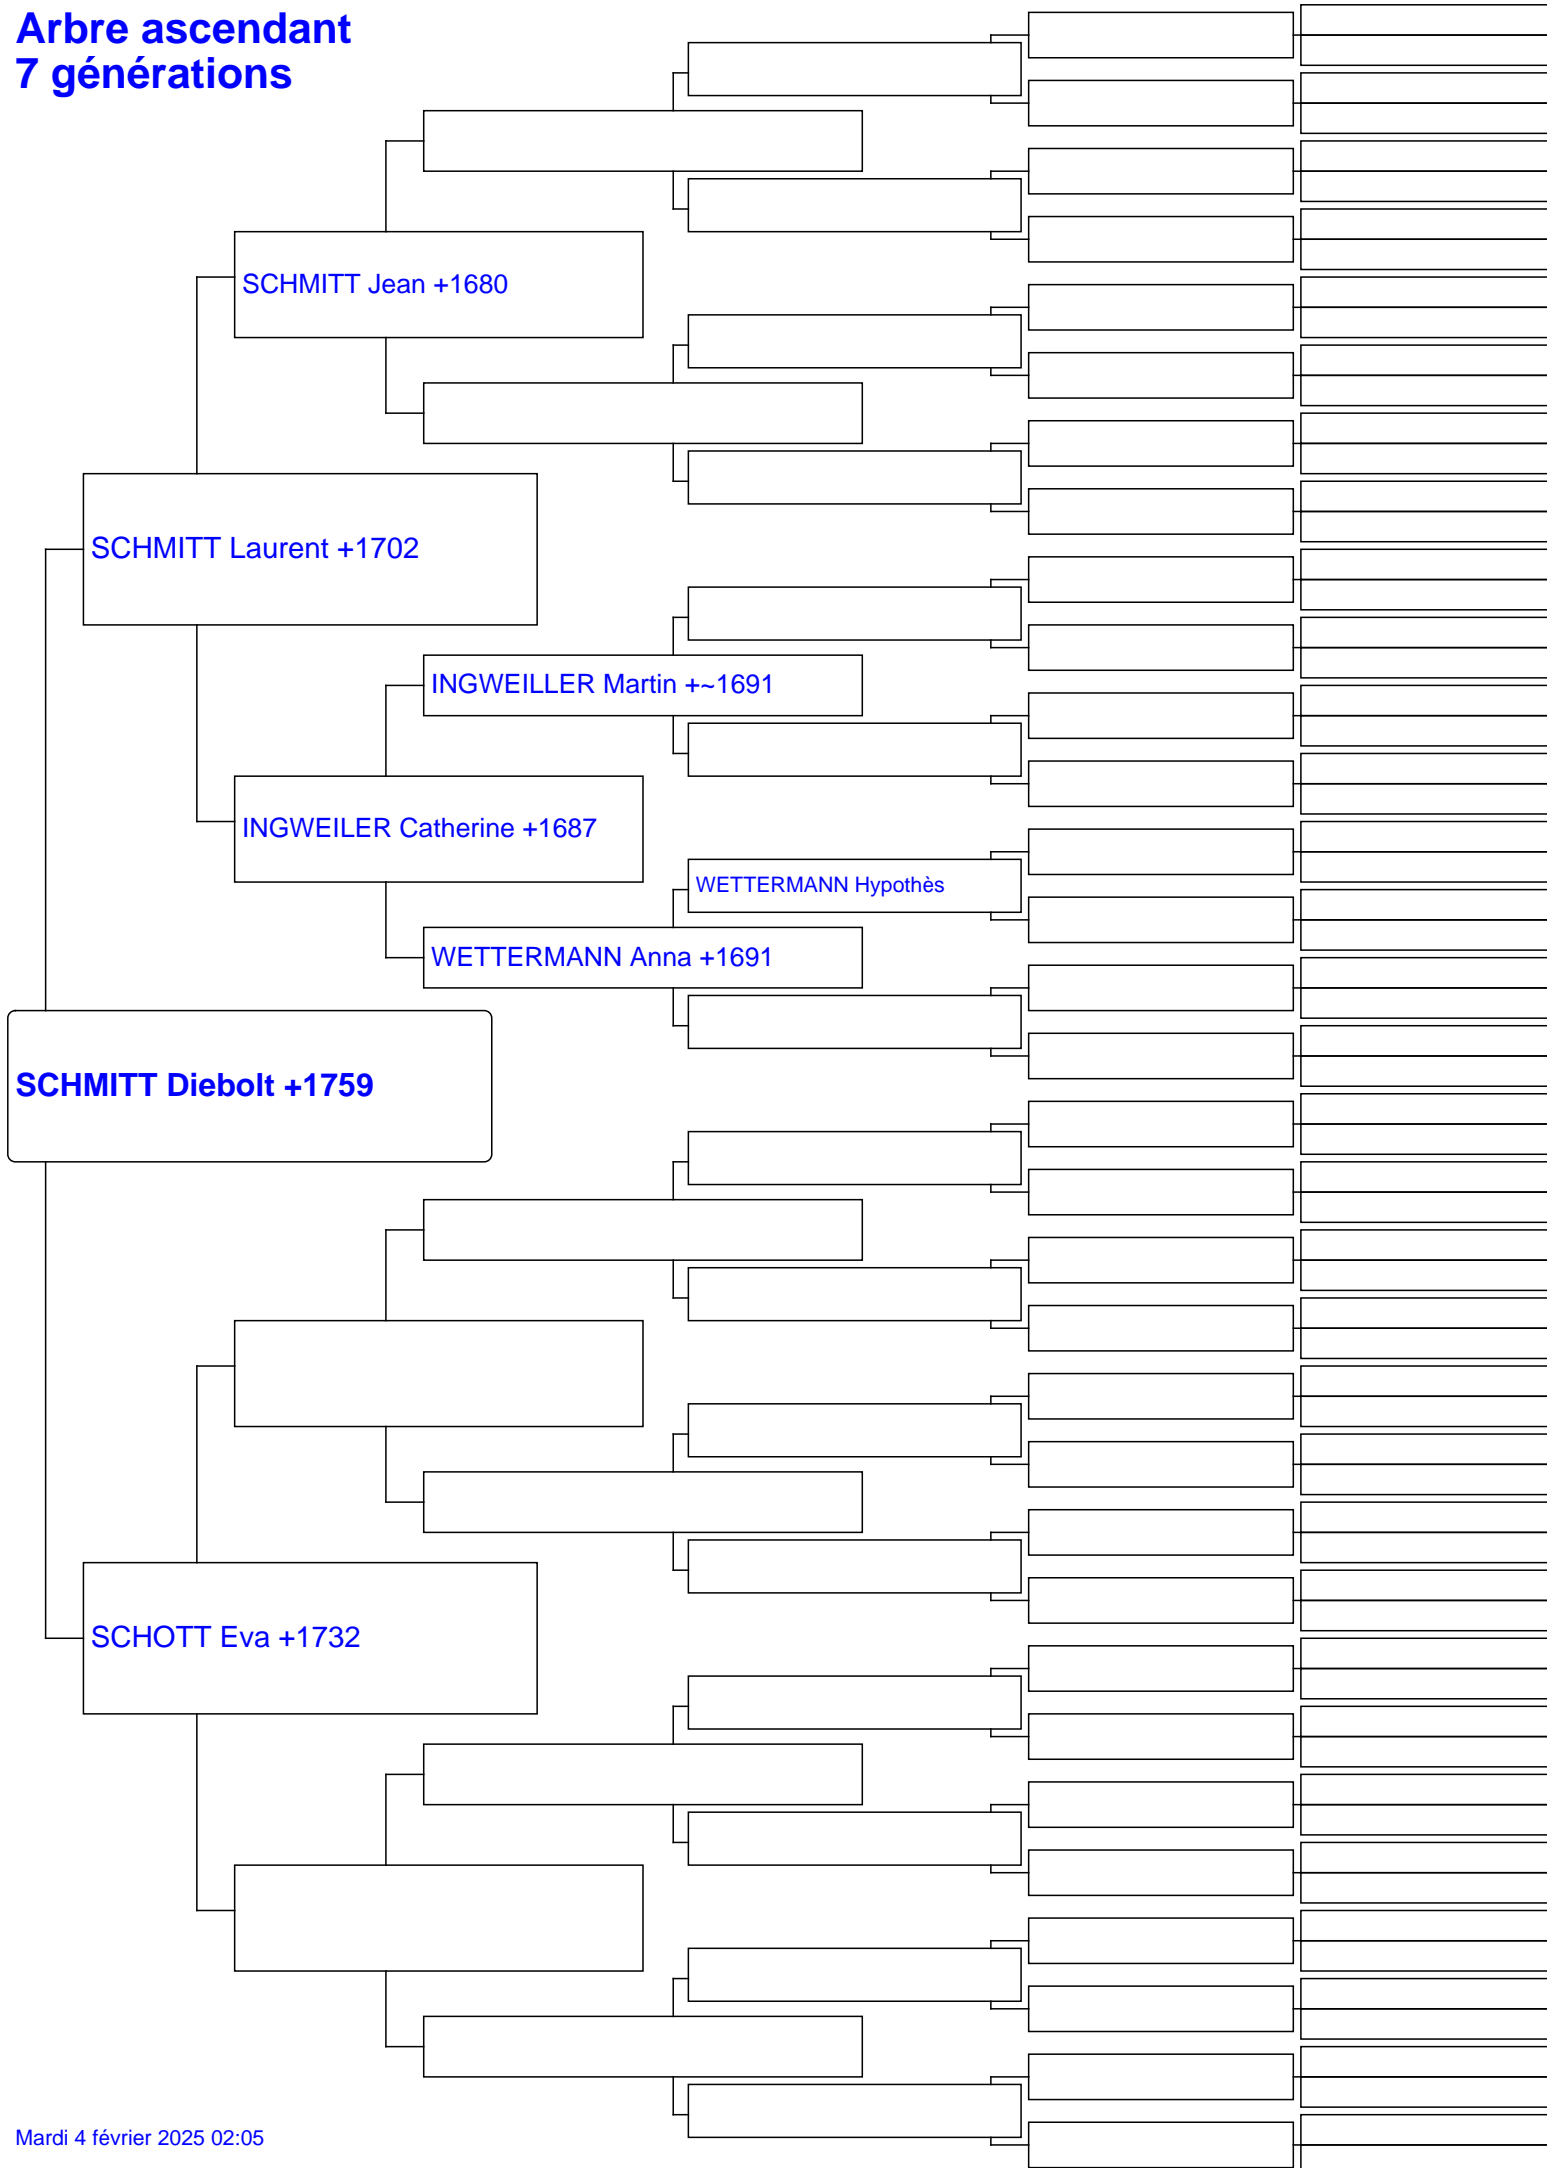 Arbre ascendant
7 générations
SCHMITT Jean +1680
SCHMITT Laurent +1702
INGWEILLER Martin +~1691
INGWEILER Catherine +1687
WETTERMANN Hypothès
WETTERMANN Anna +1691
SCHMITT Diebolt +1759
SCHOTT Eva +1732
Mardi 4 février 2025 02:05